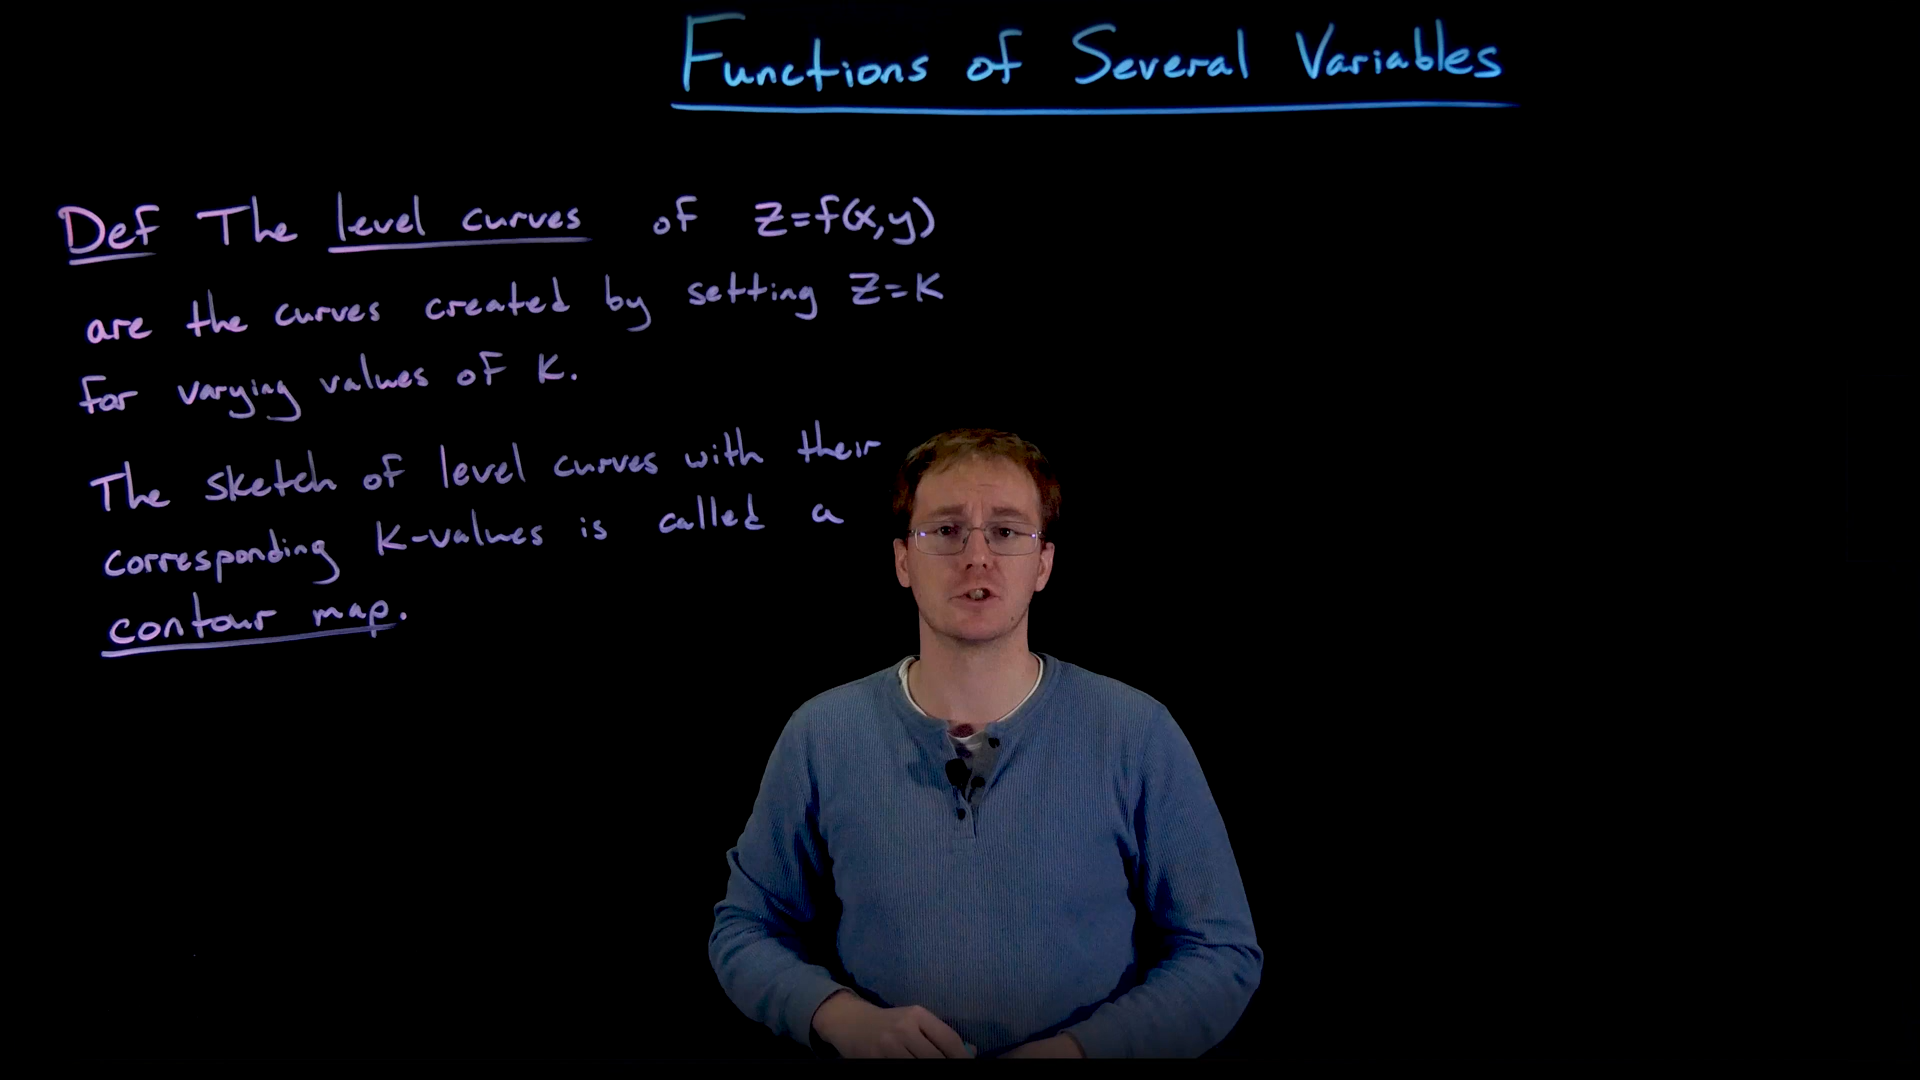 Functions of Several Variables
Def The level curves of z=f(x,y)
are the curves created by setting z=k
for varying values of k.
The sketch of level curves with their
corresponding k-values is called a
contour map.